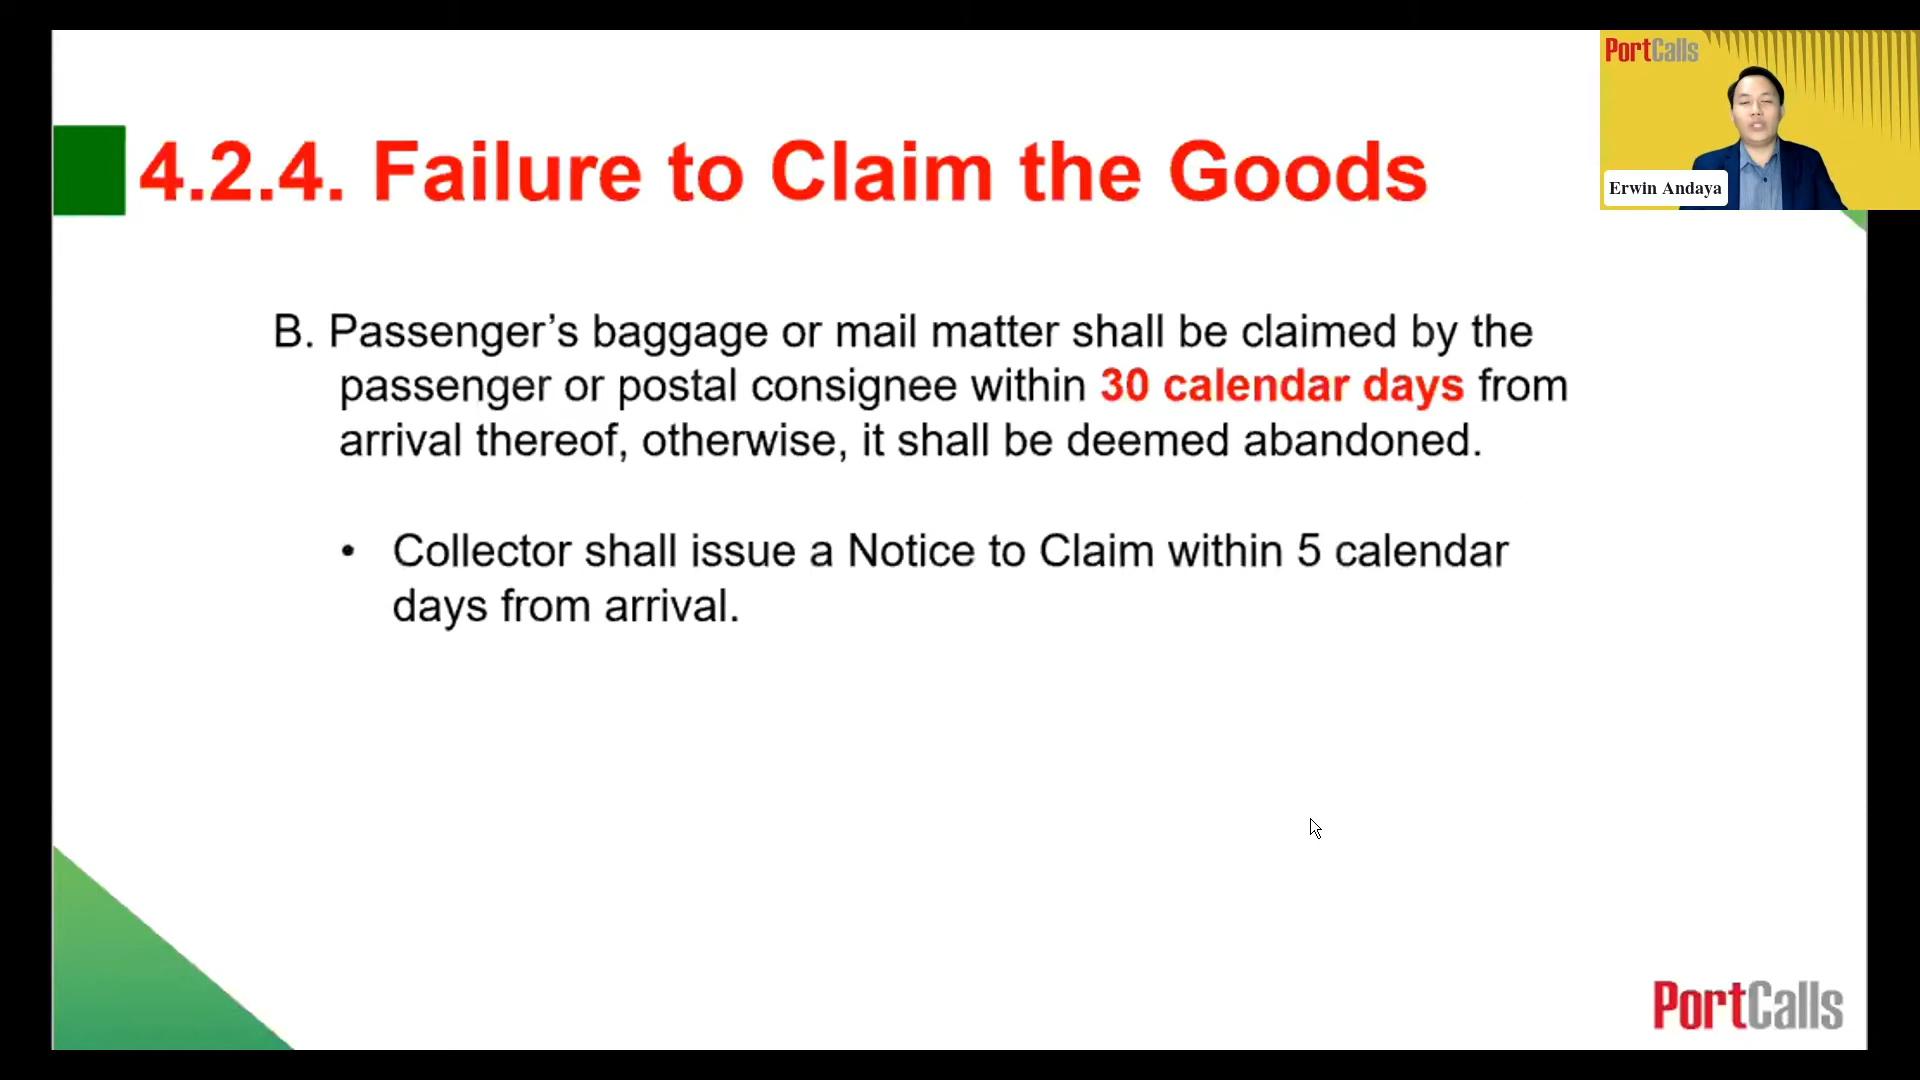 PortCalls
Erwin Andaya
4.2.4. Failure to Claim the Goods
B. Passenger’s baggage or mail matter shall be claimed by the
passenger or postal consignee within 30 calendar days from
arrival thereof, otherwise, it shall be deemed abandoned.
• Collector shall issue a Notice to Claim within 5 calendar
days from arrival.
PortCalls